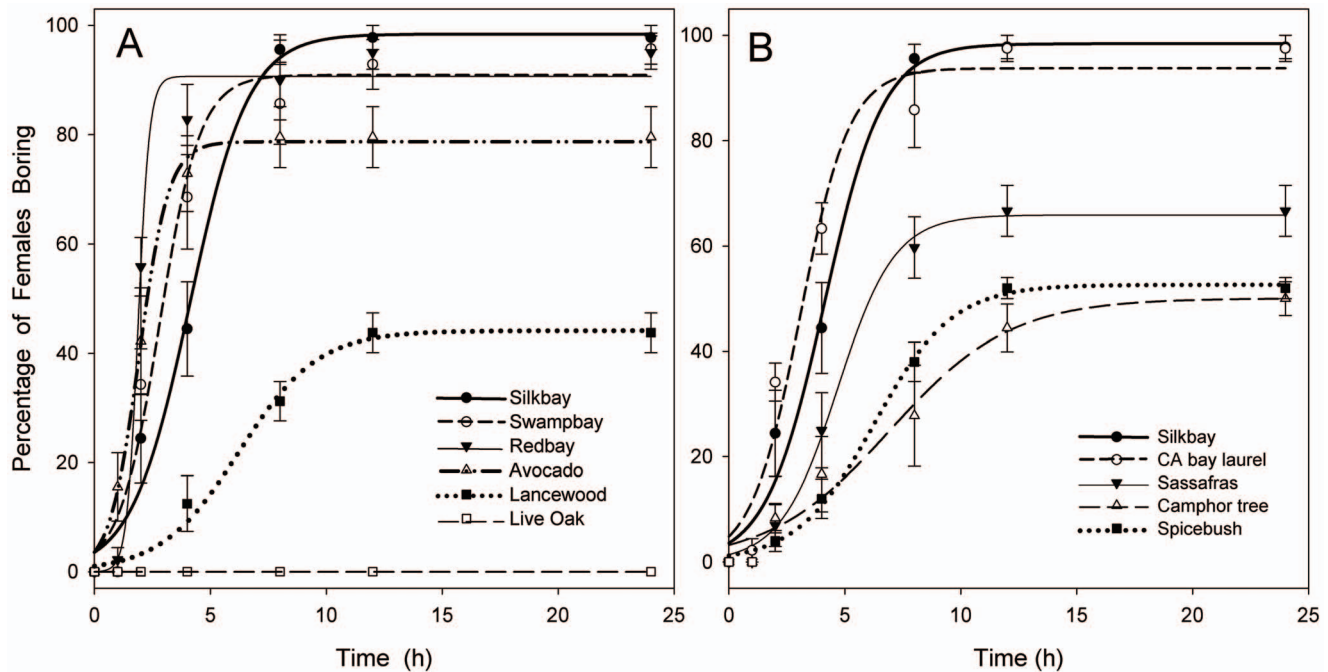 A
B
Percentage of Females Boring
100
80
60
40
20
0
0 5 10 15 20 25
Time (h)
Silkbay
Swampbay
Redbay
Avocado
Lancewood
Live Oak
100
80
60
40
20
0
0 5 10 15 20 25
Time (h)
Silkbay
CA bay laurel
Sassafras
Camphor tree
Spicebush